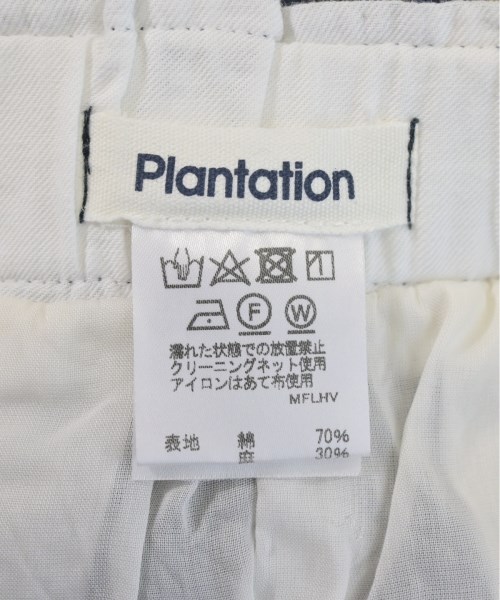 Plantation
F W
濡れた状態での放置禁止
クリーニングネット使用
アイロンはあて布使用
MFLHV
表地 綿 70%
麻 30%